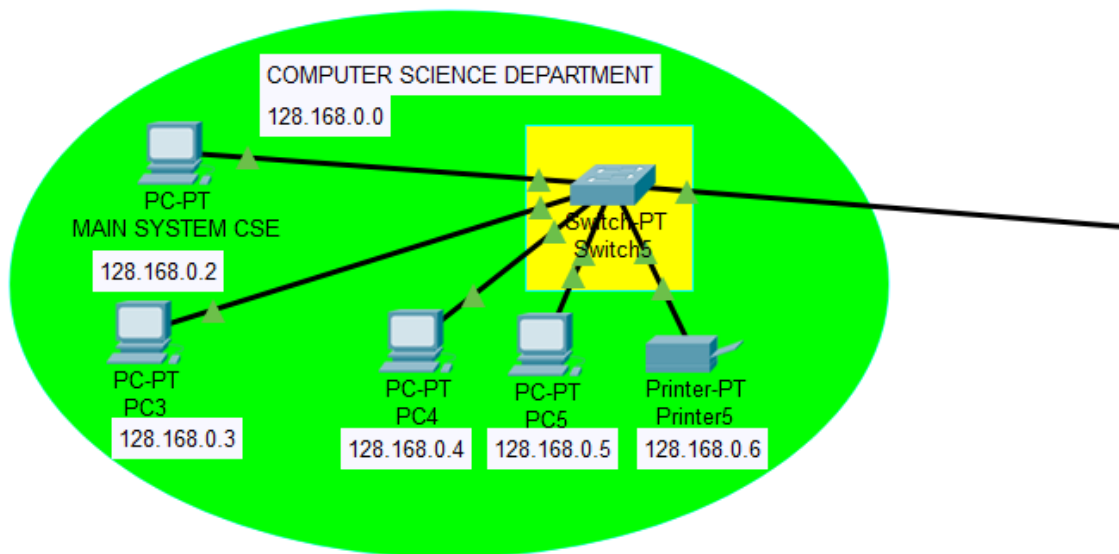 COMPUTER SCIENCE DEPARTMENT
128.168.0.0
PC-PT
MAIN SYSTEM CSE
128.168.0.2
Switch-PT
Switch5
PC-PT
PC3
128.168.0.3
PC-PT
PC4
128.168.0.4
PC-PT
PC5
128.168.0.5
Printer-PT
Printer5
128.168.0.6